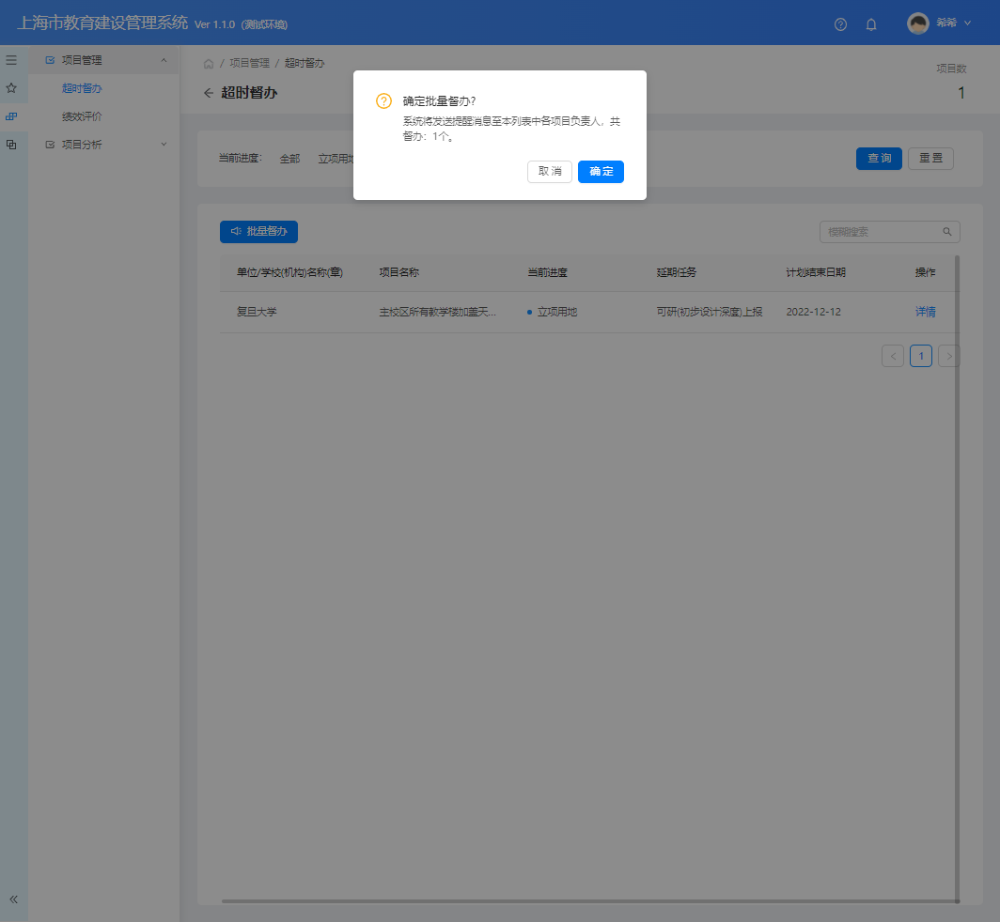 上海市教育建设管理系统 Ver 1.1.0 (测试环境)
希希
项目管理
超时督办
绩效评价
项目分析
/ 项目管理 / 超时督办
超时督办
项目数
1
确定批量督办?
系统将发送提醒消息至本列表中各项目负责人，共
督办：1个。
取 消
确 定
当前进度: 全部 立项用地
查 询
重 置
批量督办
模糊搜索
单位/学校(机构)名称(章) 项目名称 当前进度 延期任务 计划结束日期 操作
复旦大学 主校区所有教学楼加盖天... 立项用地 可研(初步设计深度)上报 2022-12-12 详情
1